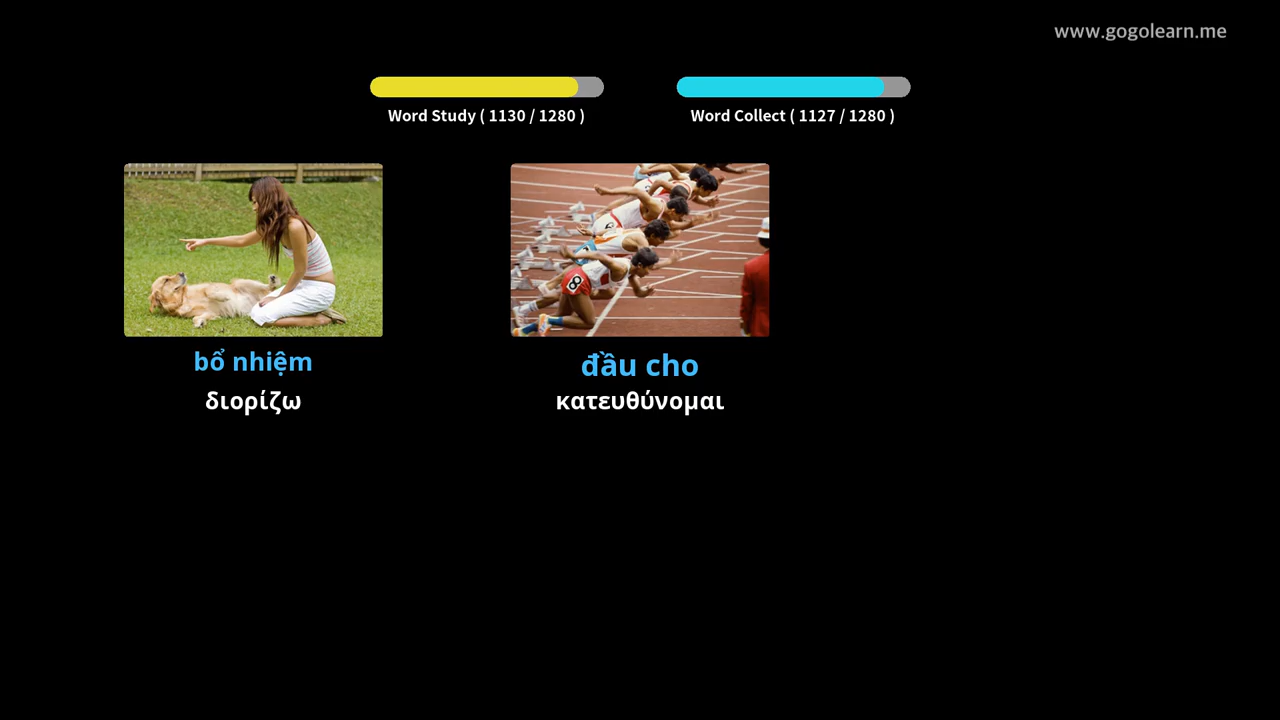 www.gogolearn.me
Word Study ( 1130 / 1280 )
Word Collect ( 1127 / 1280 )
bổ nhiệm
διορίζω
đầu cho
κατευθύνομαι